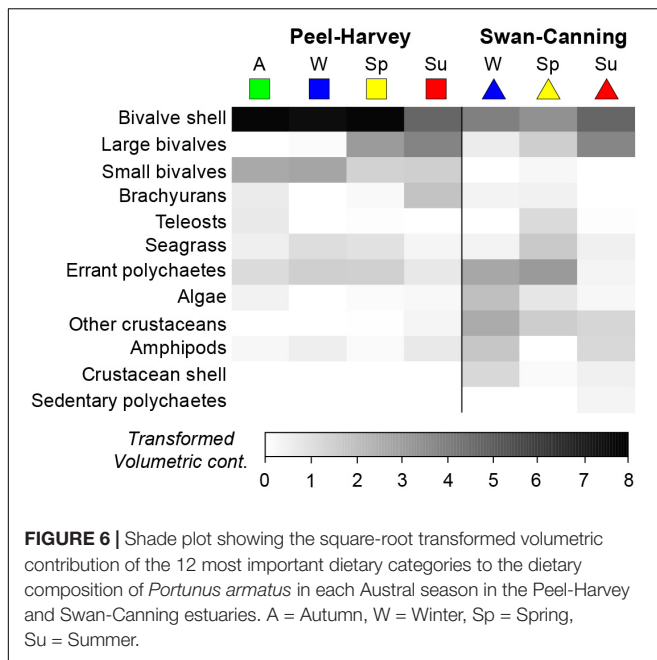 Peel-Harvey Swan-Canning
A W Sp Su W Sp Su
Bivalve shell
Large bivalves
Small bivalves
Brachyurans
Teleosts
Seagrass
Errant polychaetes
Algae
Other crustaceans
Amphipods
Crustacean shell
Sedentary polychaetes
Transformed
Volumetric cont.
0 1 2 3 4 5 6 7 8
FIGURE 6 | Shade plot showing the square-root transformed volumetric
contribution of the 12 most important dietary categories to the dietary
composition of Portunus armatus in each Austral season in the Peel-Harvey
and Swan-Canning estuaries. A = Autumn, W = Winter, Sp = Spring,
Su = Summer.